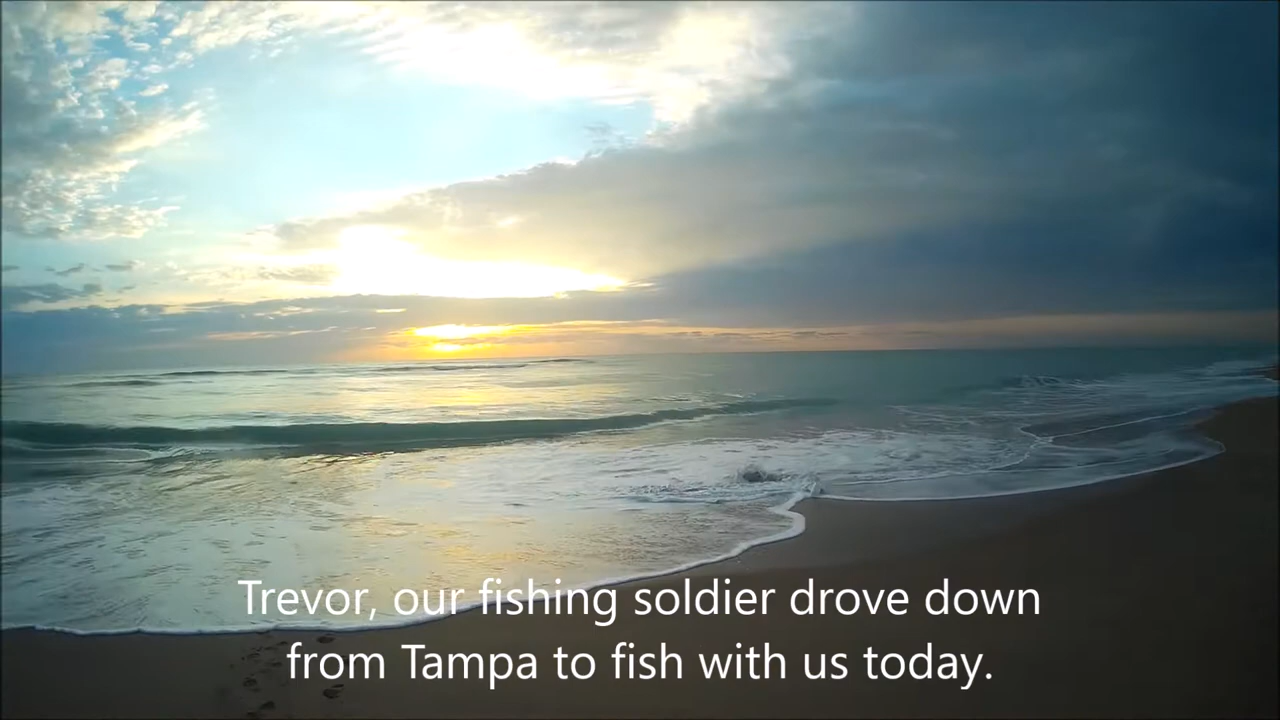 Trevor, our fishing soldier drove down
from Tampa to fish with us today.